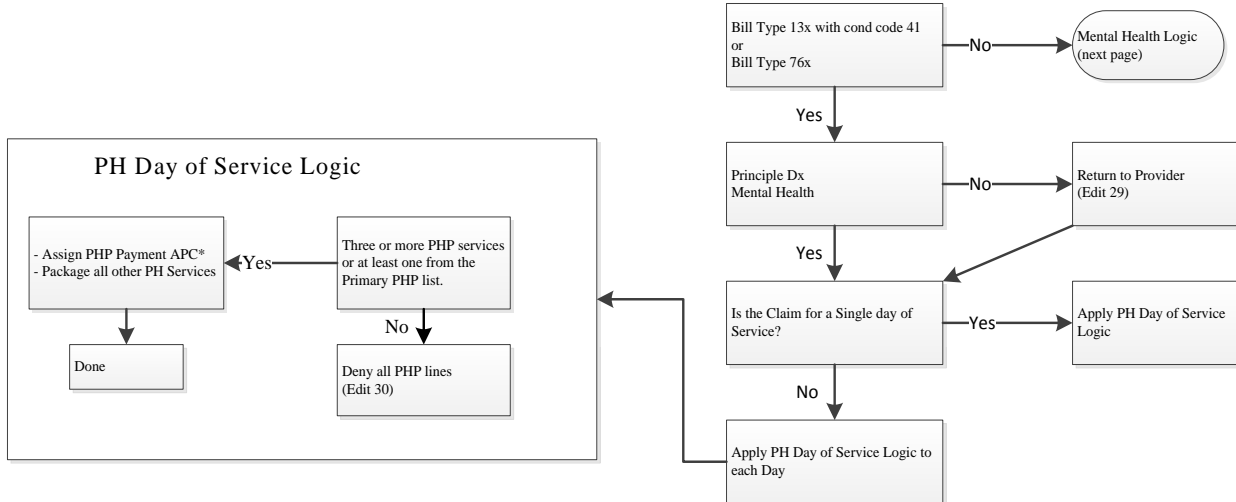 Bill Type 13x with cond code 41
or
Bill Type 76x
No
Mental Health Logic
(next page)
Yes
Principle Dx
Mental Health
No
Return to Provider
(Edit 29)
Yes
Is the Claim for a Single day of
Service?
Yes
Apply PH Day of Service
Logic
No
Apply PH Day of Service Logic to
each Day
PH Day of Service Logic
Three or more PHP services
or at least one from the
Primary PHP list.
Yes
- Assign PHP Payment APC*
- Package all other PH Services
Done
No
Deny all PHP lines
(Edit 30)